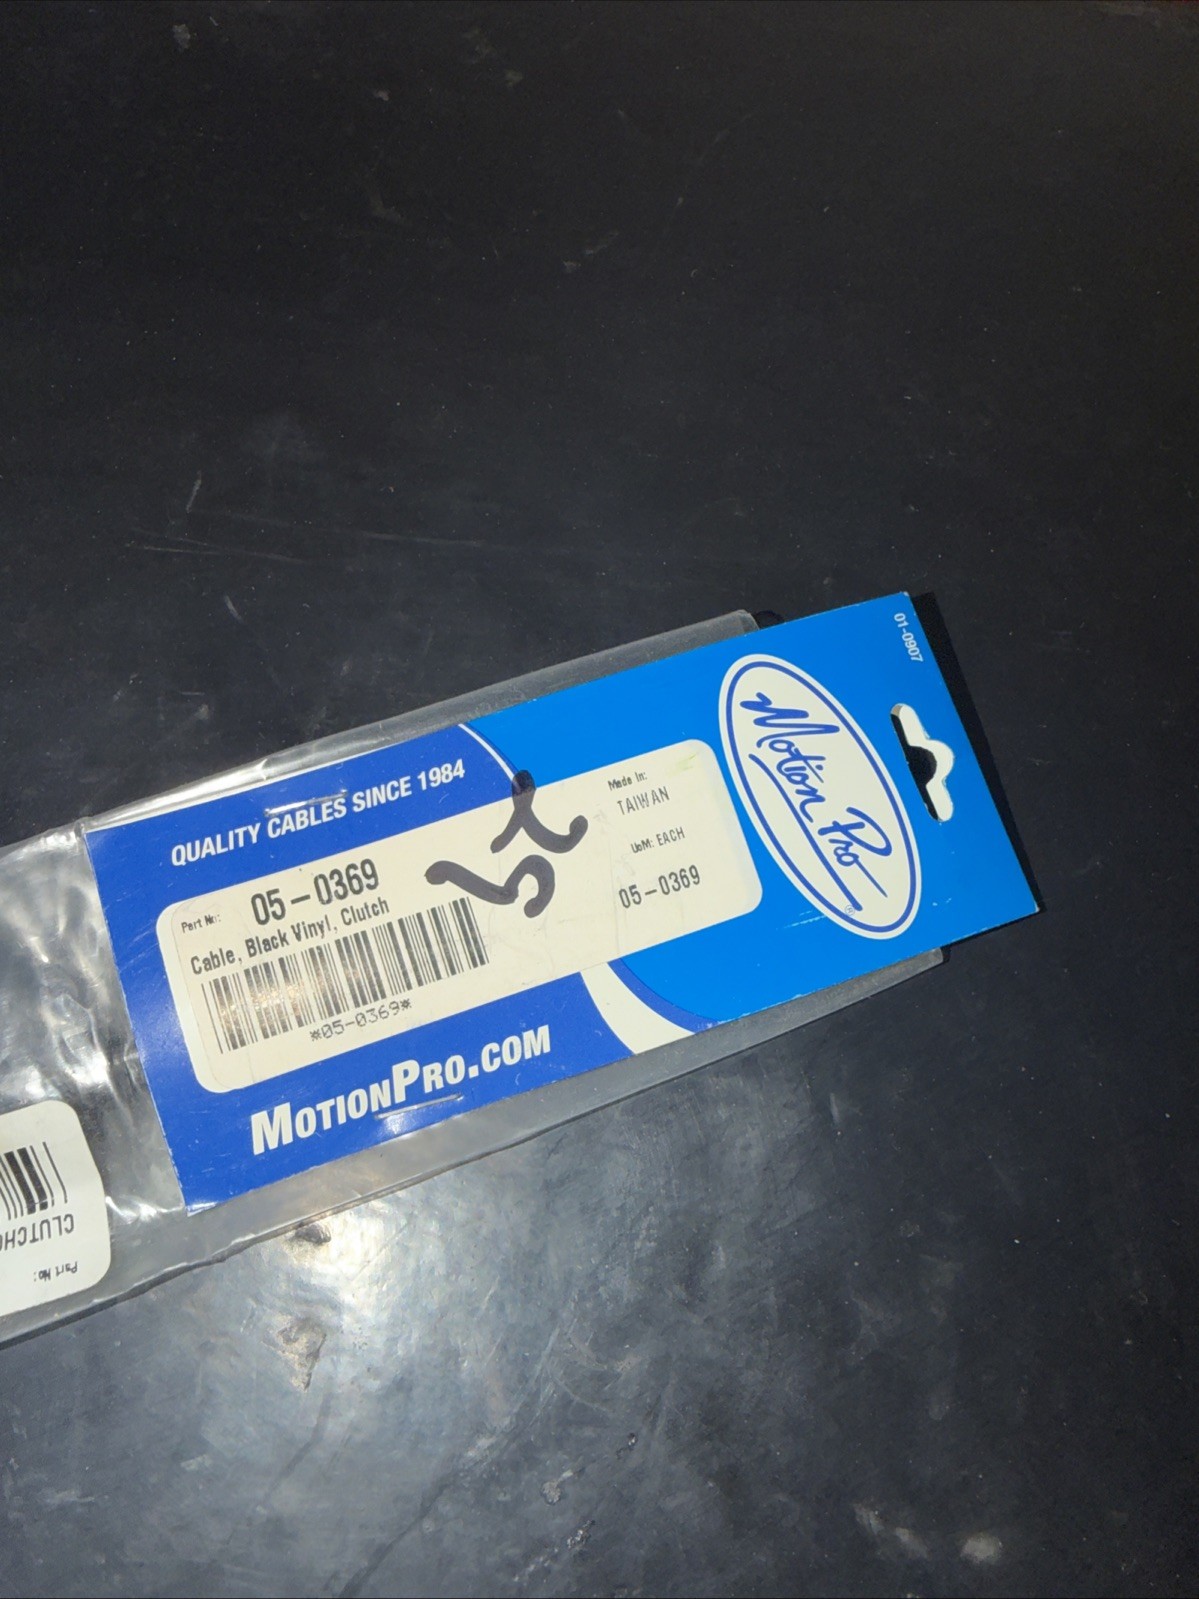 01-0907
Motion Pro
®
QUALITY CABLES SINCE 1984
Part No: 05-0369
Cable, Black Vinyl, Clutch
*05-0369*
Made In:
TAIWAN
UoM: EACH
05-0369
MOTIONPRO.COM
Part No: